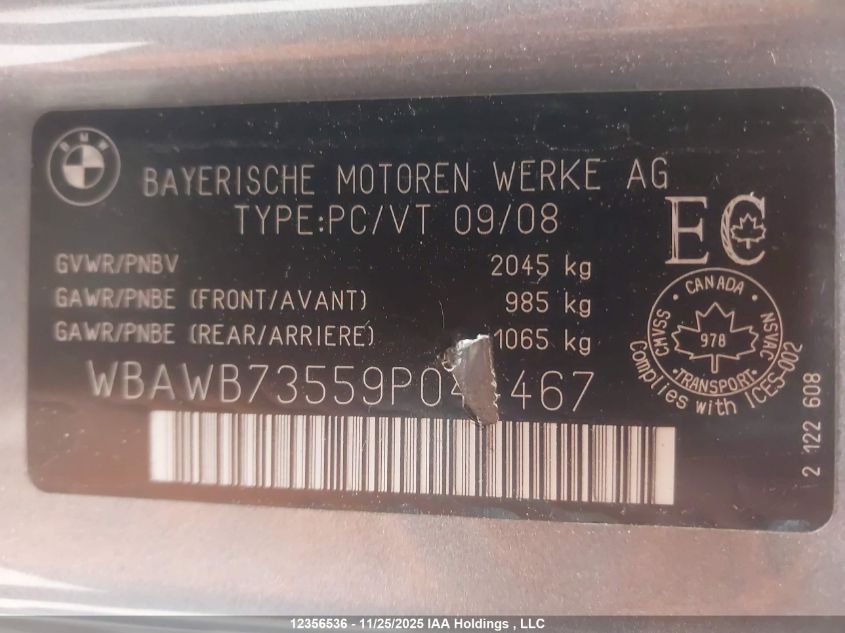 BMW
BAYERISCHE MOTOREN WERKE AG
TYPE:PC/VT 09/08
EC
GVWR/PNBV 2045 kg
GAWR/PNBE (FRONT/AVANT) 985 kg
GAWR/PNBE (REAR/ARRIERE) 1065 kg
CANADA
CMVSS 978 NSVAC
TRANSPORT
Complies with ICES-002
2 122 608
12356536 - 11/25/2025 IAA Holdings , LLC